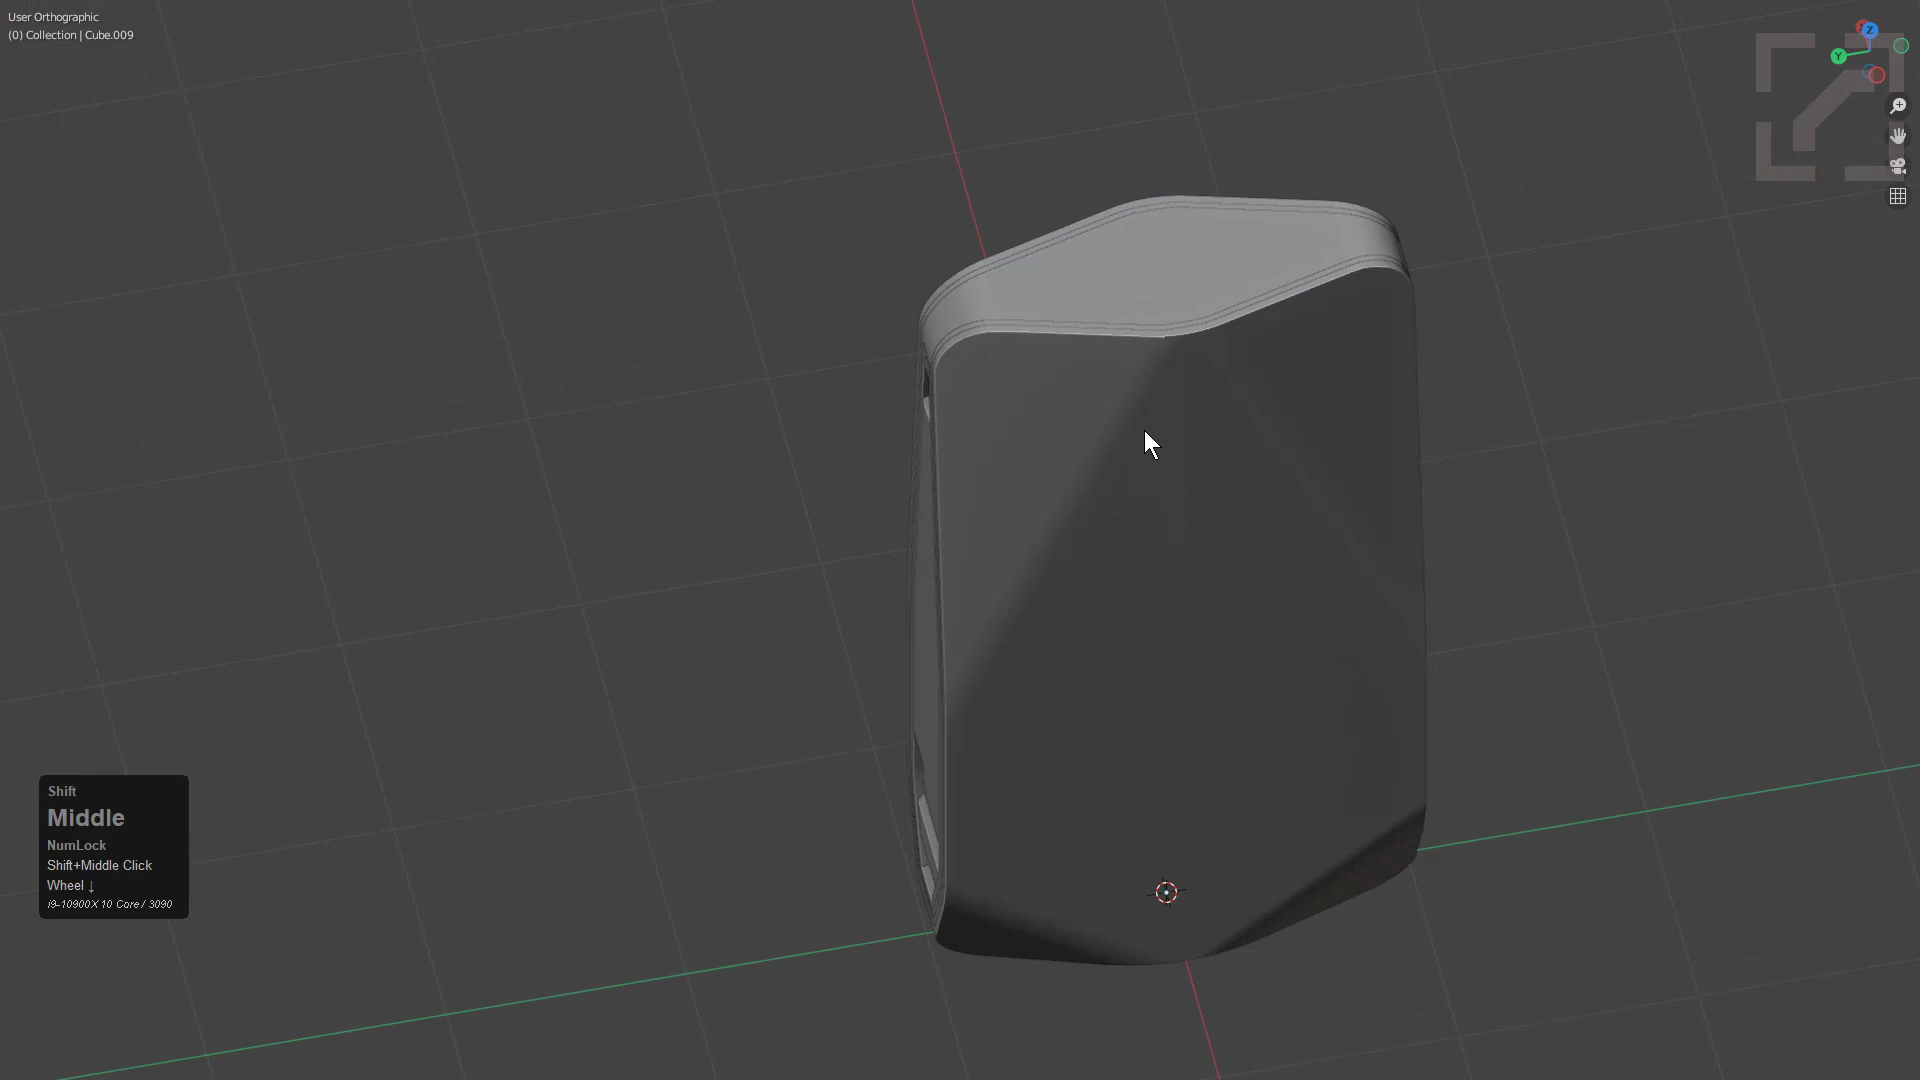 User Orthographic
(0) Collection | Cube.009
Z
Y
Shift
Middle
NumLock
Shift+Middle Click
Wheel ↓
i9-10900X 10 Core / 3090